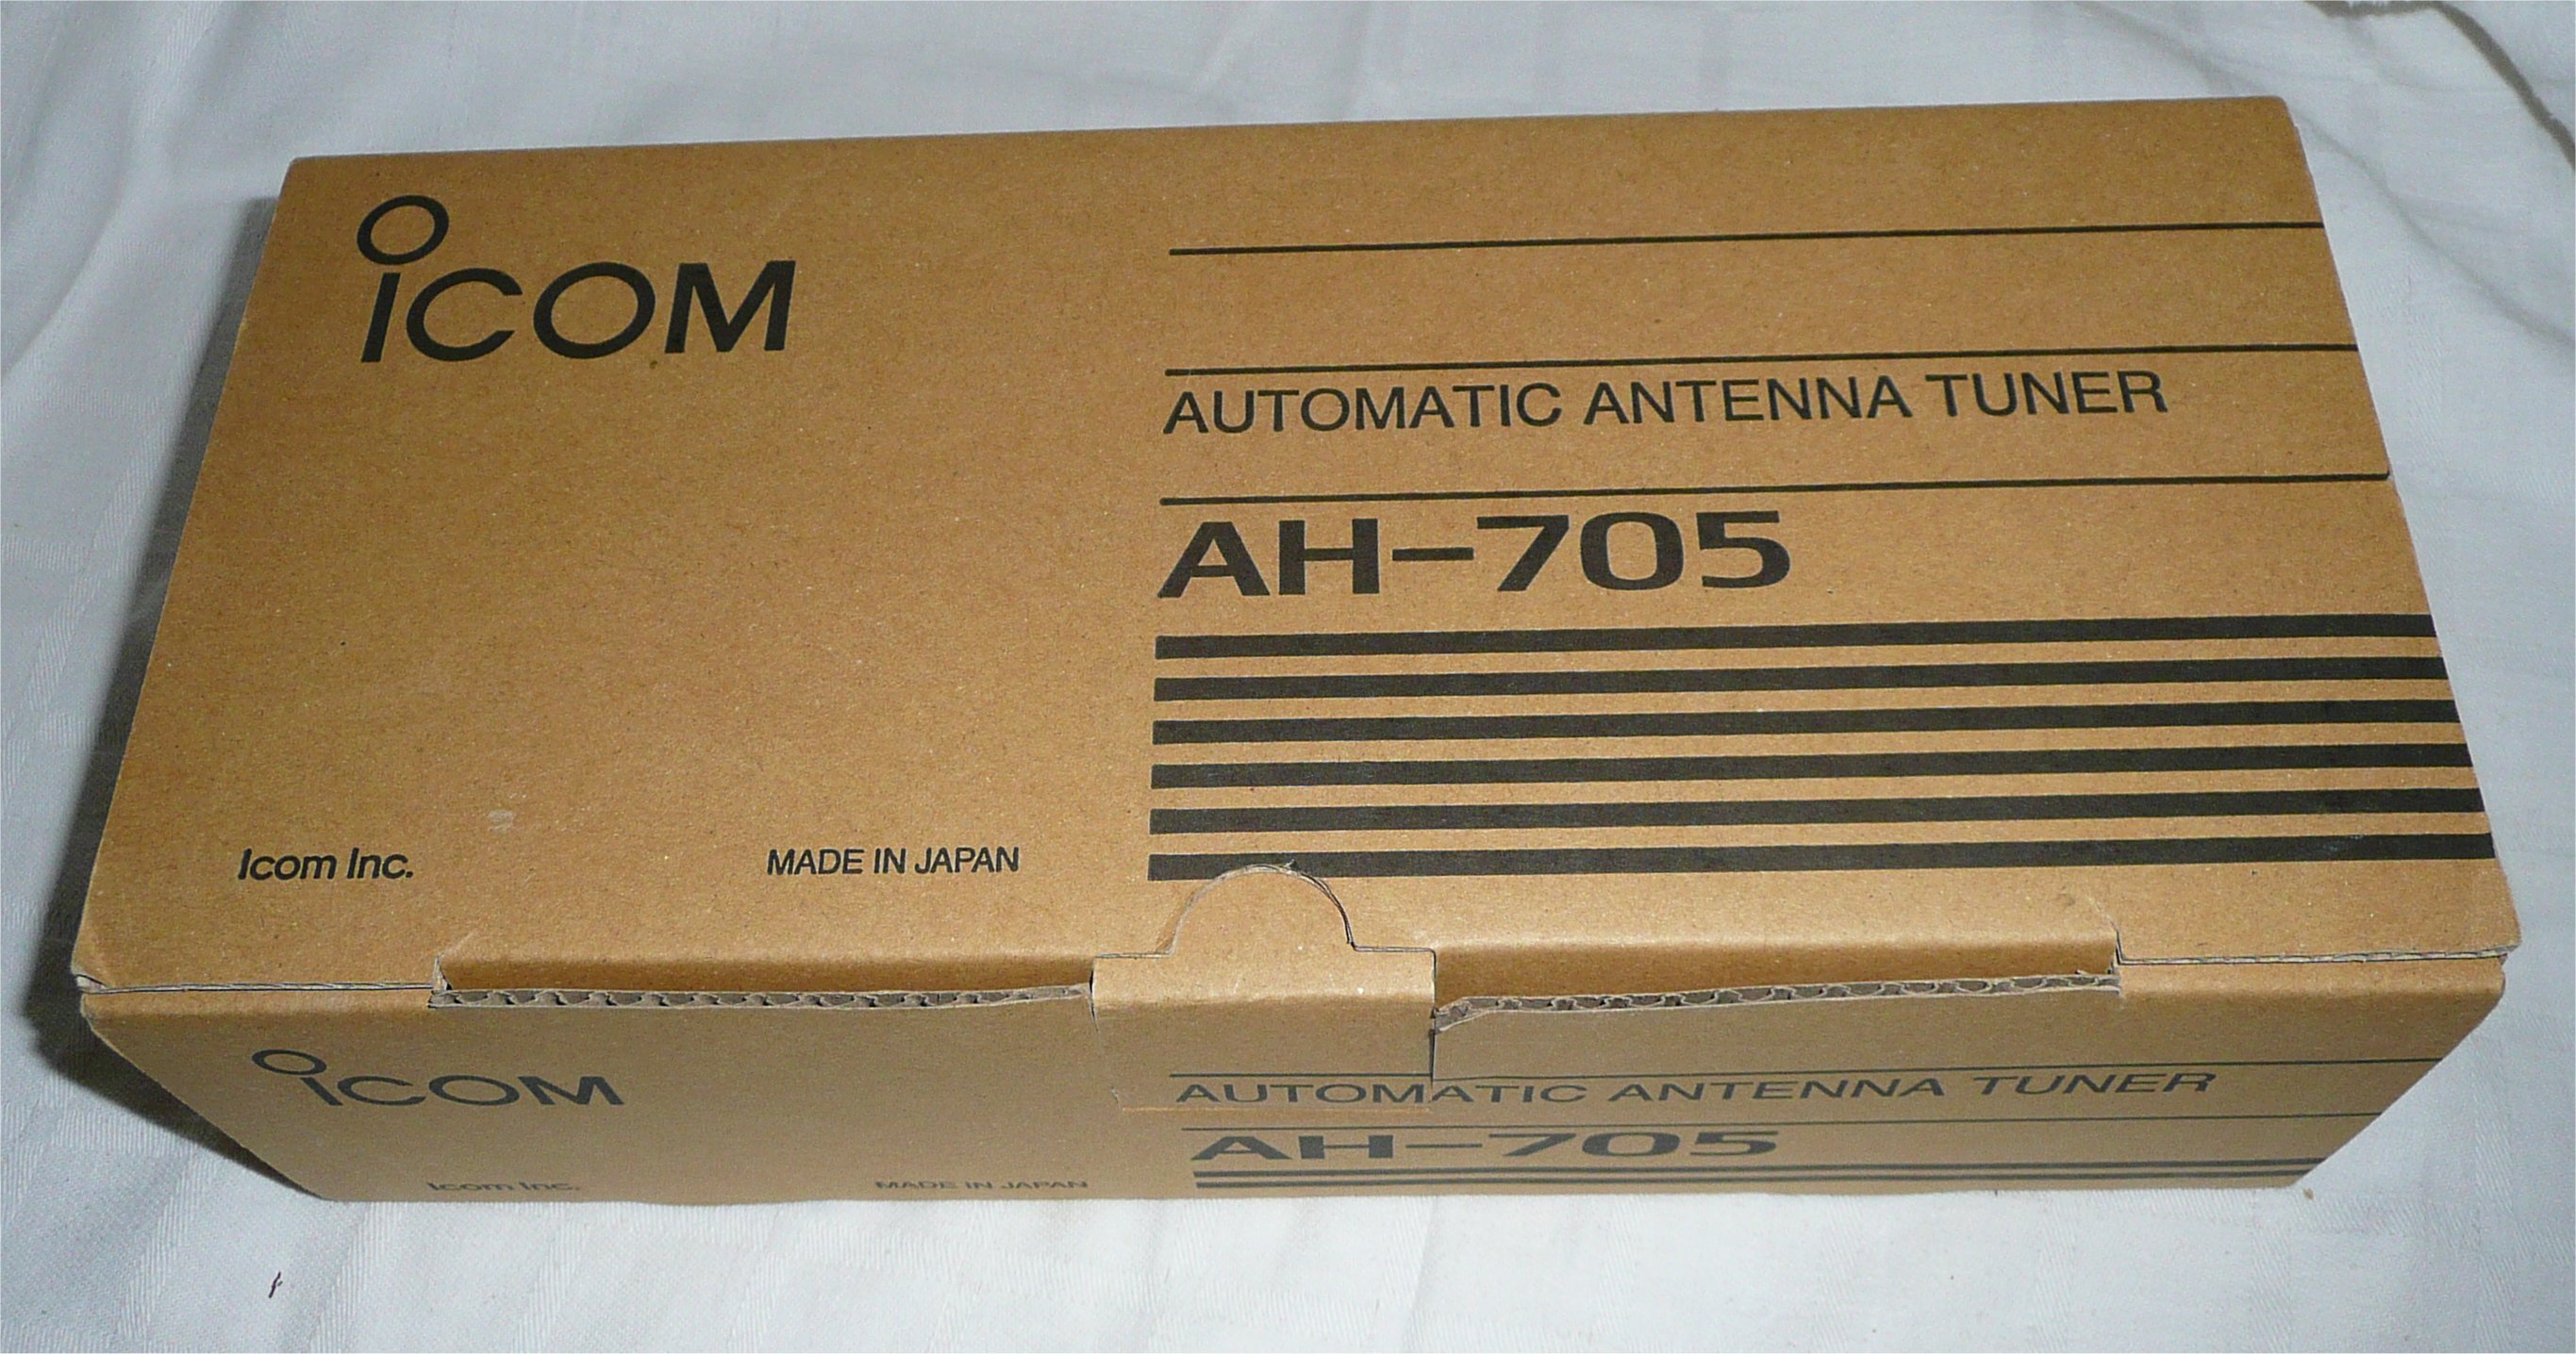 ICOM
AUTOMATIC ANTENNA TUNER
AH-705
Icom Inc.
MADE IN JAPAN
ICOM
AUTOMATIC ANTENNA TUNER
AH-705
Icom Inc.
MADE IN JAPAN